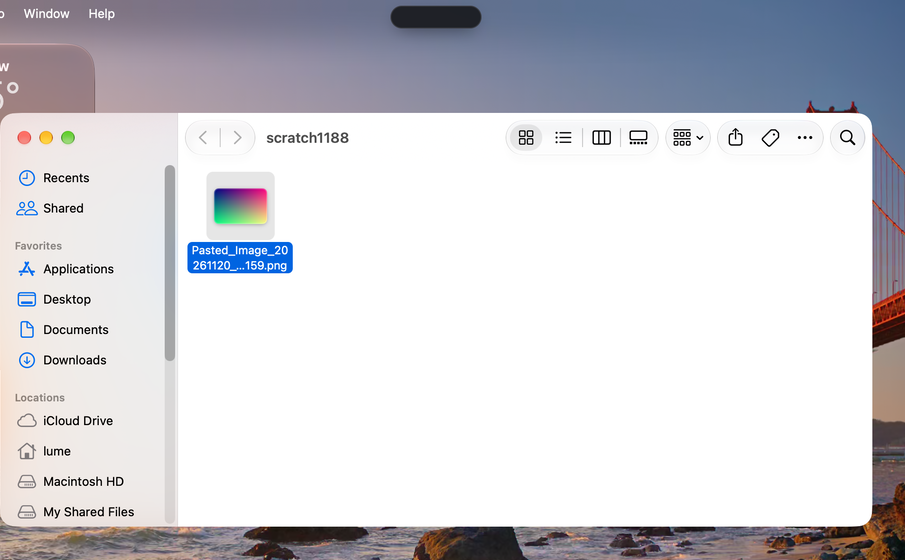 Window Help
scratch1188
Recents
Shared
Favorites
Applications
Desktop
Documents
Downloads
Locations
iCloud Drive
lume
Macintosh HD
My Shared Files
Pasted_Image_20
261120_...159.png